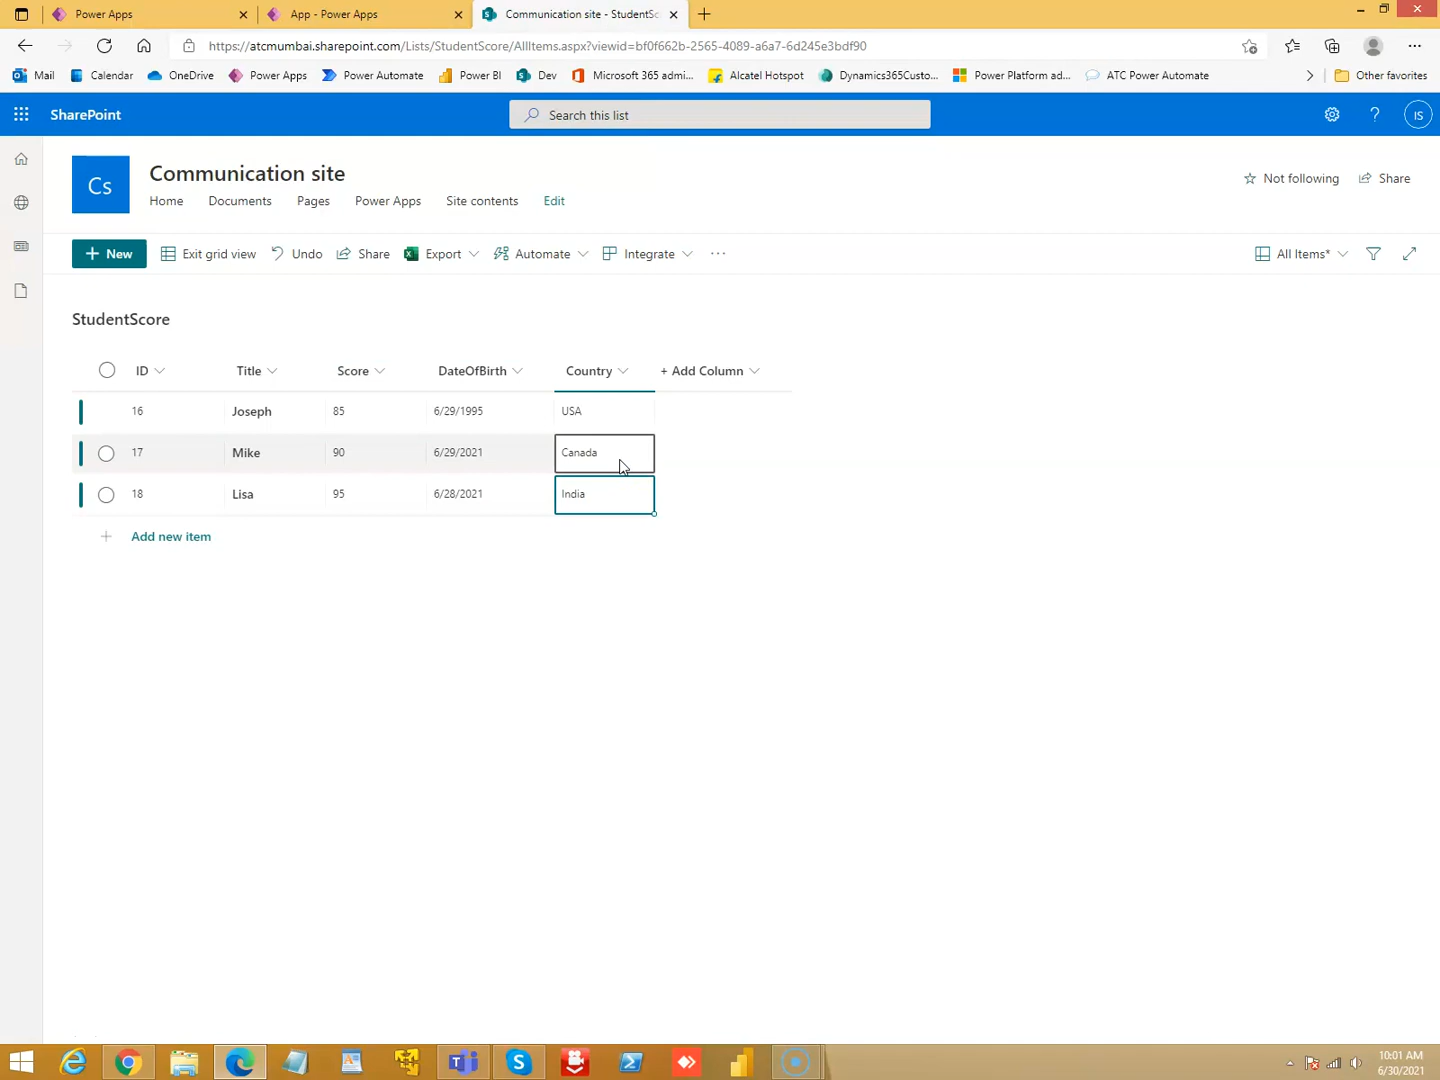 Power Apps
App - Power Apps
Communication site - StudentSc
https://atcmumbai.sharepoint.com/Lists/StudentScore/AllItems.aspx?viewid=bf0f662b-2565-4089-a6a7-6d245e3bdf90
Mail Calendar OneDrive Power Apps Power Automate Power BI Dev Microsoft 365 admi... Alcatel Hotspot Dynamics365Custo... Power Platform ad... ATC Power Automate Other favorites
SharePoint Search this list ? IS
Cs
Communication site
Home Documents Pages Power Apps Site contents Edit
Not following Share
New Exit grid view Undo Share Export Automate Integrate ... All Items*
StudentScore
ID Title Score DateOfBirth Country + Add Column
16 Joseph 85 6/29/1995 USA
17 Mike 90 6/29/2021 Canada
18 Lisa 95 6/28/2021 India
+ Add new item
10:01 AM
6/30/2021